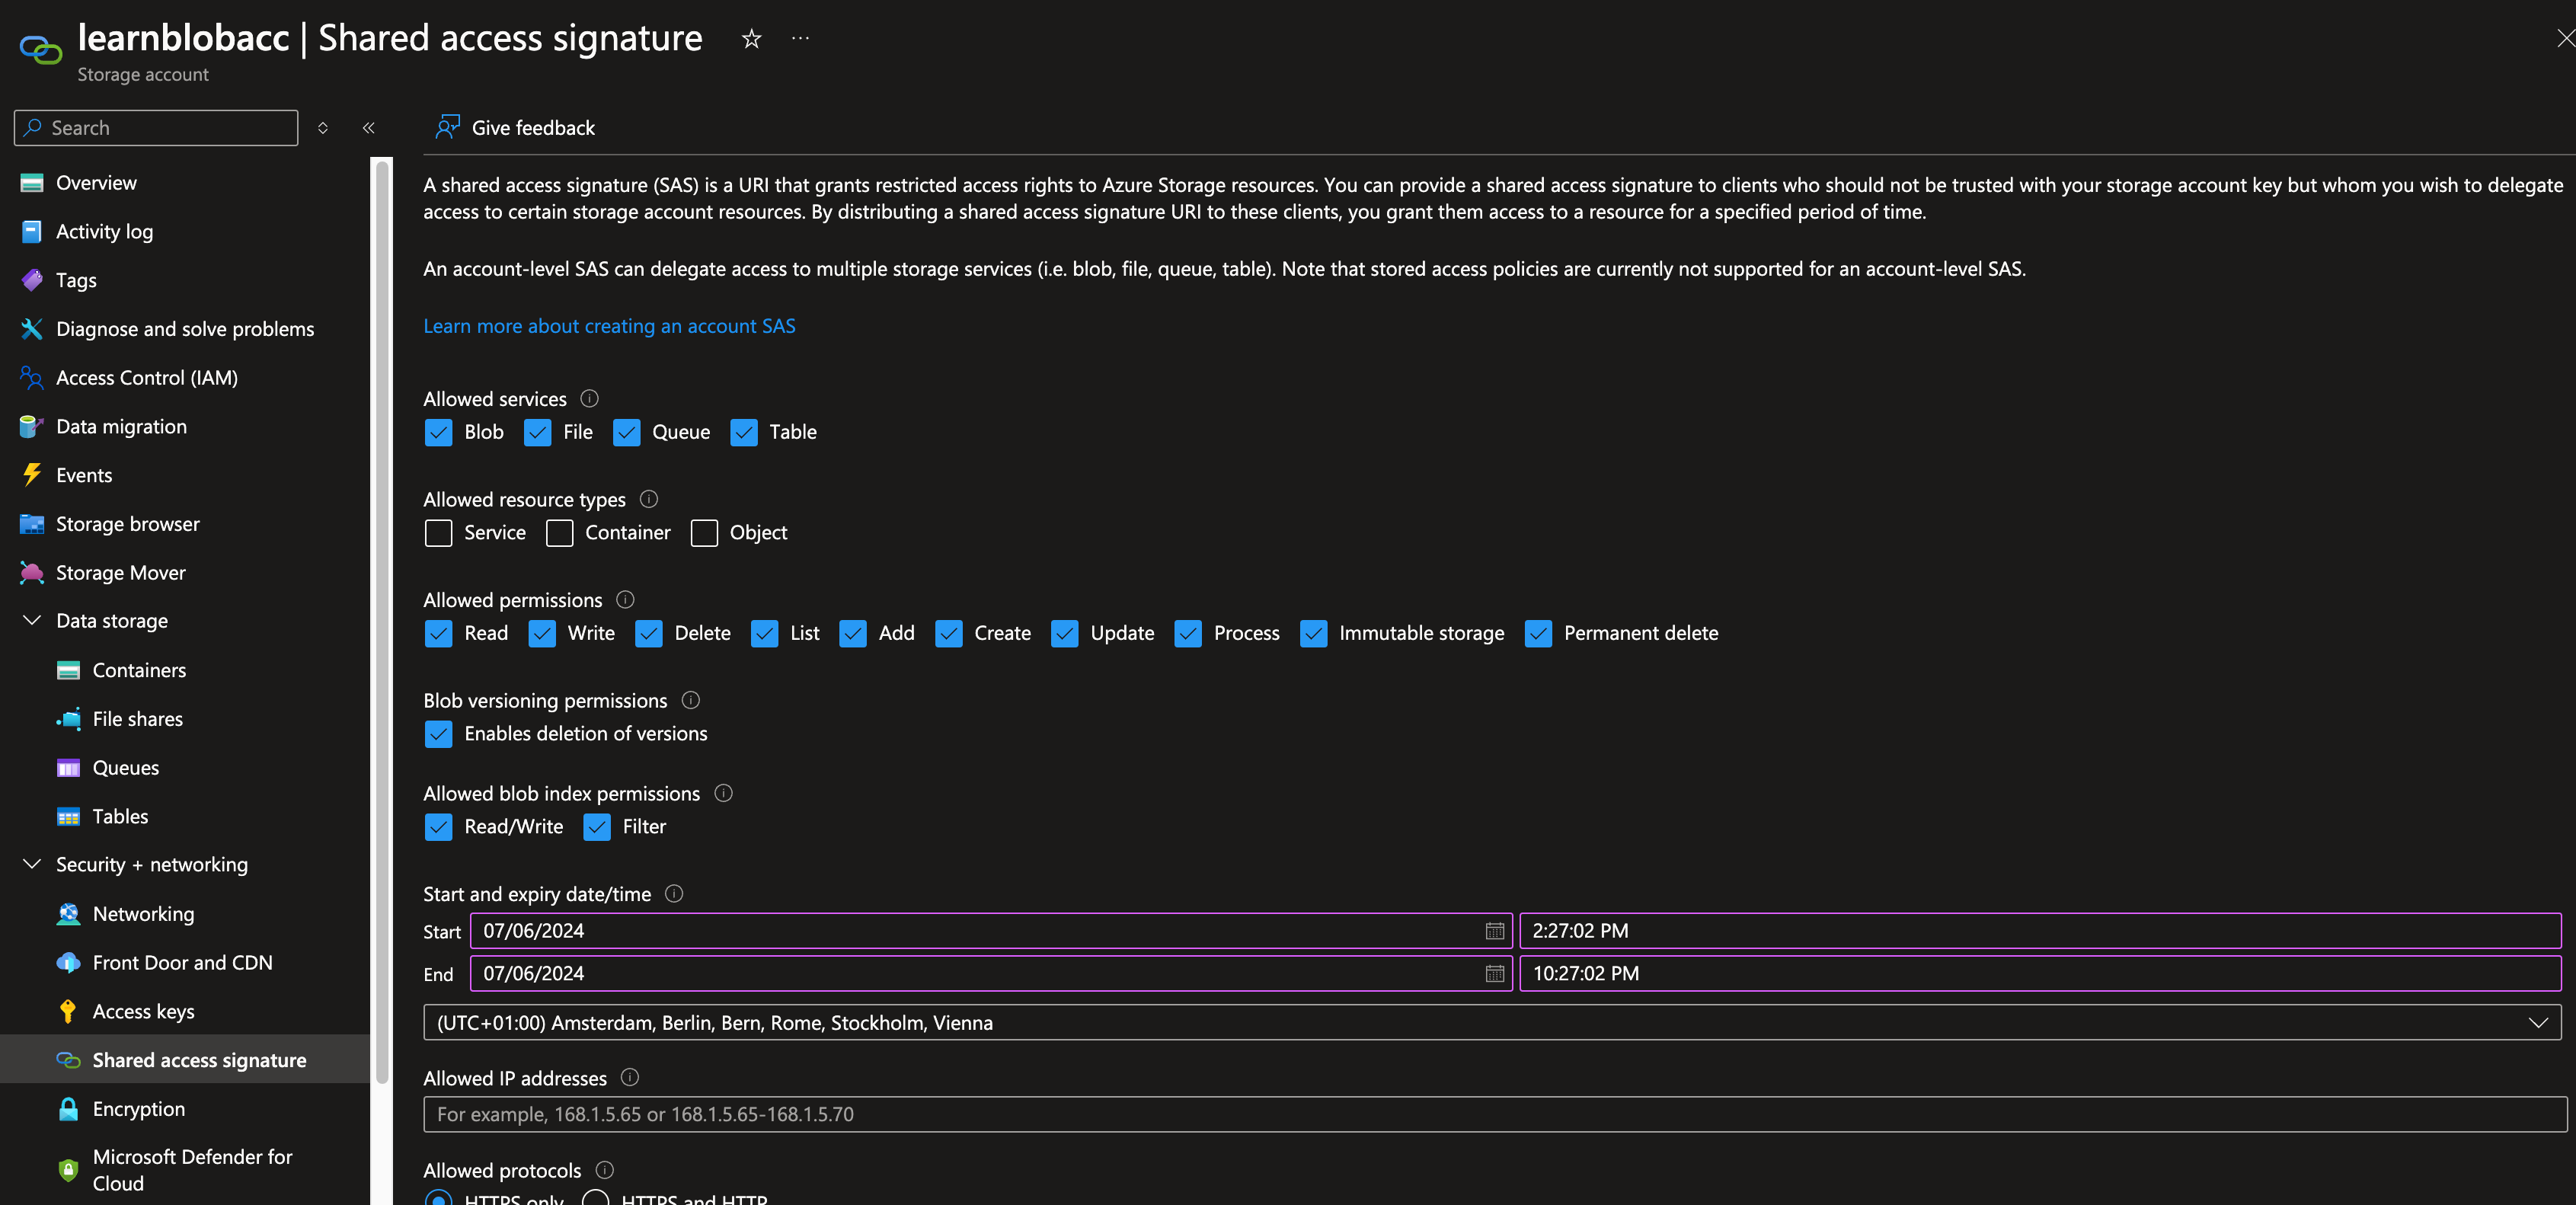 learnblobacc | Shared access signature
Storage account
Search
Overview
Activity log
Tags
Diagnose and solve problems
Access Control (IAM)
Data migration
Events
Storage browser
Storage Mover
Data storage
Containers
File shares
Queues
Tables
Security + networking
Networking
Front Door and CDN
Access keys
Shared access signature
Encryption
Microsoft Defender for
Cloud
Give feedback
A shared access signature (SAS) is a URI that grants restricted access rights to Azure Storage resources. You can provide a shared access signature to clients who should not be trusted with your storage account key but whom you wish to delegate
access to certain storage account resources. By distributing a shared access signature URI to these clients, you grant them access to a resource for a specified period of time.
An account-level SAS can delegate access to multiple storage services (i.e. blob, file, queue, table). Note that stored access policies are currently not supported for an account-level SAS.
Learn more about creating an account SAS
Allowed services
Blob File Queue Table
Allowed resource types
Service Container Object
Allowed permissions
Read Write Delete List Add Create Update Process Immutable storage Permanent delete
Blob versioning permissions
Enables deletion of versions
Allowed blob index permissions
Read/Write Filter
Start and expiry date/time
Start 07/06/2024 2:27:02 PM
End 07/06/2024 10:27:02 PM
(UTC+01:00) Amsterdam, Berlin, Bern, Rome, Stockholm, Vienna
Allowed IP addresses
For example, 168.1.5.65 or 168.1.5.65-168.1.5.70
Allowed protocols
HTTPS only HTTPS and HTTP